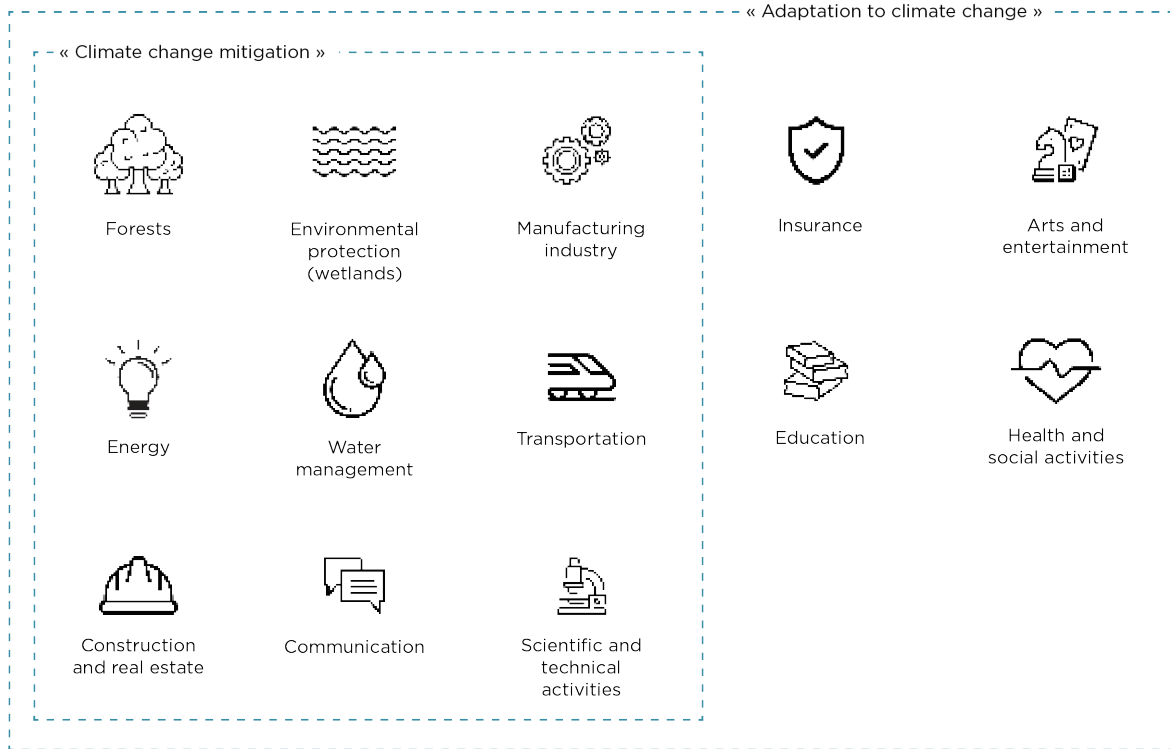 « Adaptation to climate change »
« Climate change mitigation »
Forests
Environmental
protection
(wetlands)
Manufacturing
industry
Insurance
Arts and
entertainment
Energy
Water
management
Transportation
Education
Health and
social activities
Construction
and real estate
Communication
Scientific and
technical
activities